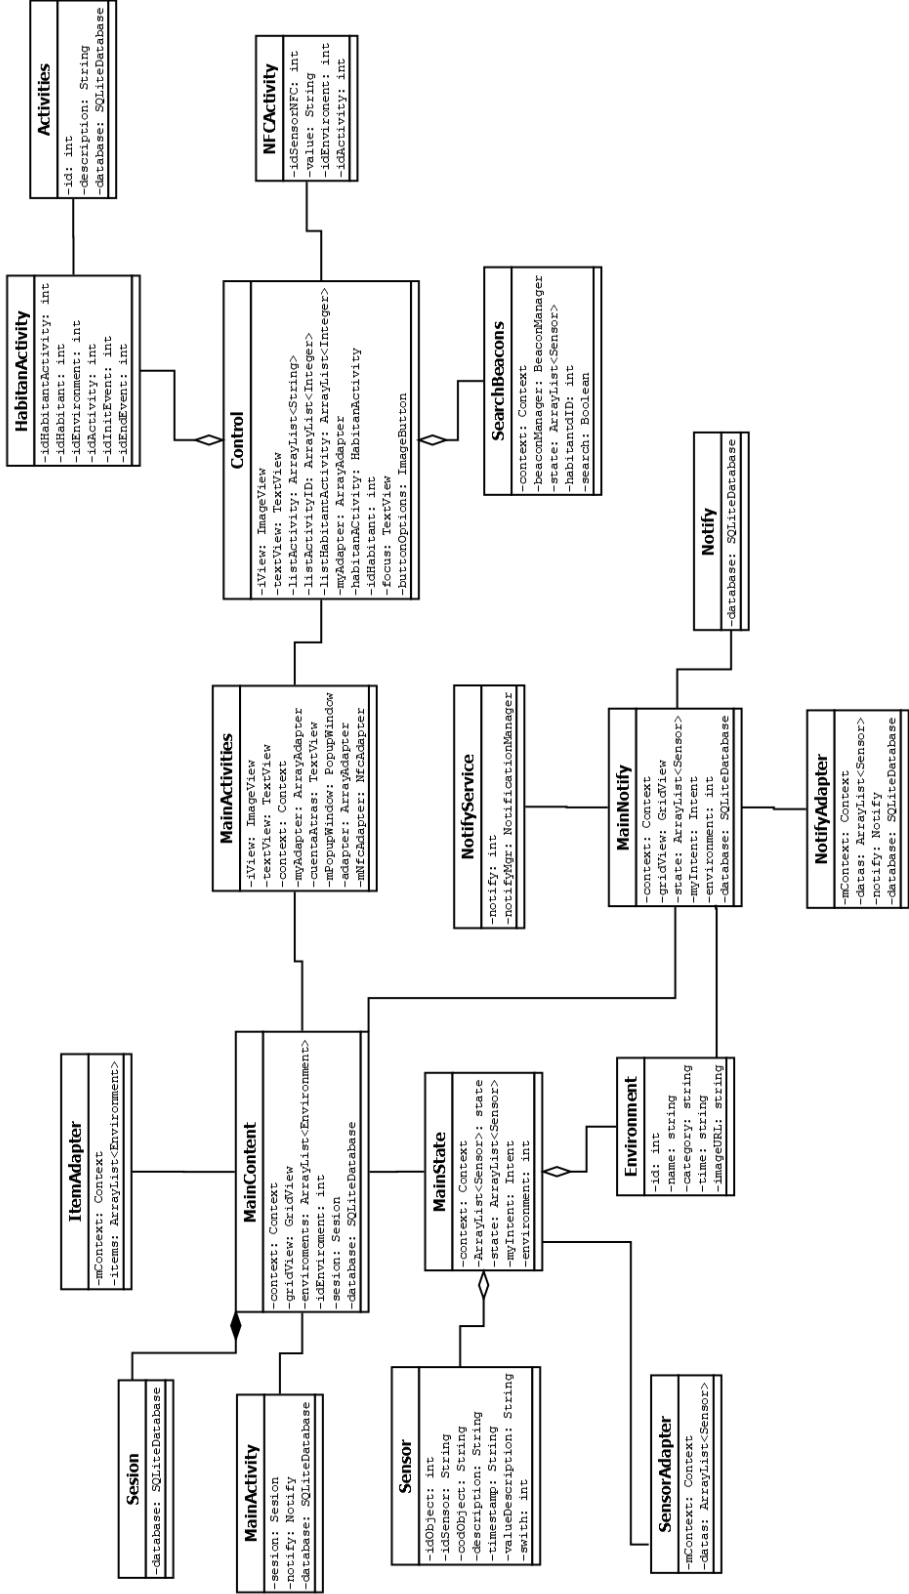 Sesion
-database: SQLiteDatabase
ItemAdapter
-mContext: Context
-items: ArrayList<Environment>
HabitanActivity
-idHabitantActivity: int
-idHabitant: int
-idEnvironment: int
-idActivity: int
-idInitEvent: int
-idEndEvent: int
Activities
-id: int
-description: String
-database: SQLiteDatabase
MainActivity
-sesion: Sesion
-notify: Notify
-database: SQLiteDatabase
MainContent
-context: Context
-gridView: GridView
-enviroments: ArrayList<Environment>
-idEnviroment: int
-sesion: Sesion
-database: SQLiteDatabase
MainActivities
-iView: ImageView
-textView: TextView
-context: Context
-myAdapter: ArrayAdapter
-cuentaAtras: TextView
-mPopupWindow: PopupWindow
-adapter: ArrayAdapter
-mNfcAdapter: NfcAdapter
Control
-iView: ImageView
-textView: TextView
-listActivity: ArrayList<String>
-listActivityID: ArrayList<Integer>
-listHabitantActivity: ArrayList<Integer>
-myAdapter: ArrayAdapter
-habitanACtivity: HabitanActivity
-idHabitant: int
-focus: TextView
-buttonOptions: ImageButton
NFCActivity
-idSensorNFC: int
-value: String
-idEnviroment: int
-idActivity: int
Sensor
-idObject: int
-idSensor: String
-codObject: String
-description: String
-timestamp: String
-valueDescription: String
-swith: int
MainState
-context: Context
-ArrayList<Sensor>: state
-state: ArrayList<Sensor>
-myIntent: Intent
-environment: int
NotifyService
-notify: int
-notifyMgr: NotificationManager
SearchBeacons
-context: Context
-beaconManager: BeaconManager
-state: ArrayList<Sensor>
-habitantdID: int
-search: Boolean
SensorAdapter
-mContext: Context
-datas: ArrayList<Sensor>
Environment
-id: int
-name: string
-category: string
-time: string
-imageURL: string
MainNotify
-context: Context
-gridView: GridView
-state: ArrayList<Sensor>
-myIntent: Intent
-environment: int
-database: SQLiteDatabase
Notify
-database: SQLiteDatabase
NotifyAdapter
-mContext: Context
-datas: ArrayList<Sensor>
-notify: Notify
-database: SQLiteDatabase